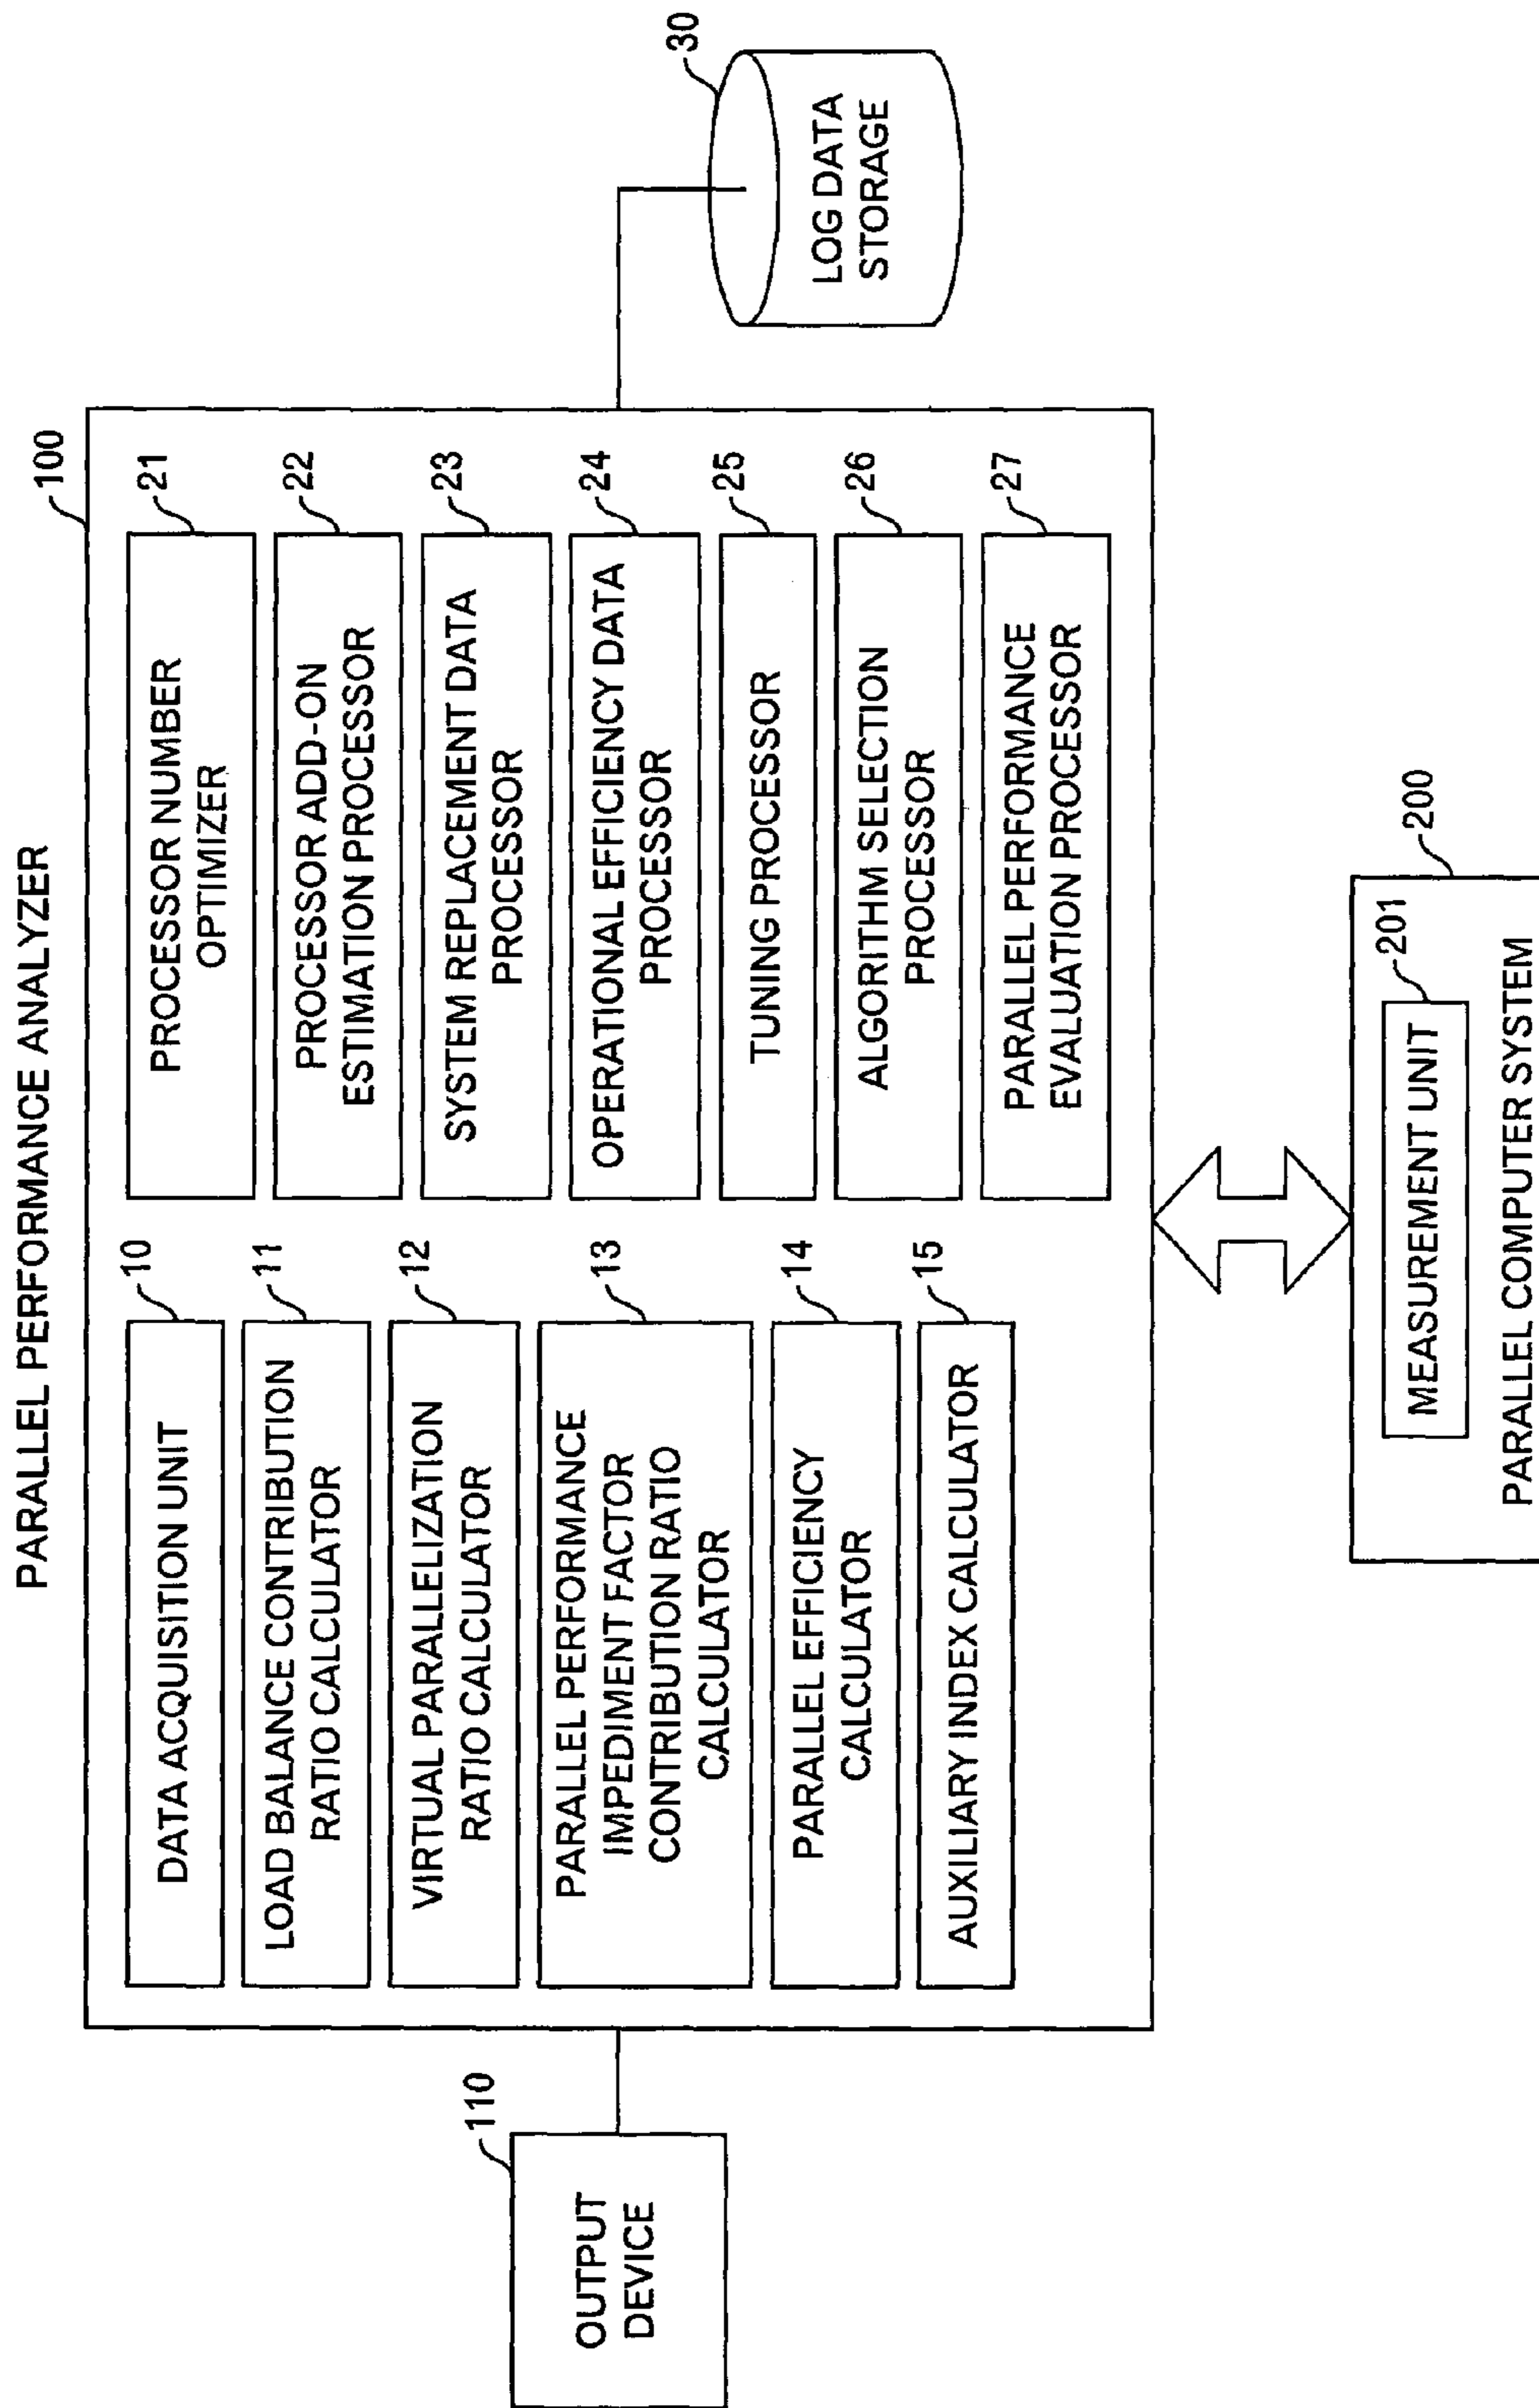 PARALLEL PERFORMANCE ANALYZER
100
10
DATA ACQUISITION UNIT
11
LOAD BALANCE CONTRIBUTION
RATIO CALCULATOR
12
VIRTUAL PARALLELIZATION
RATIO CALCULATOR
13
PARALLEL PERFORMANCE
IMPEDIMENT FACTOR
CONTRIBUTION RATIO
CALCULATOR
14
PARALLEL EFFICIENCY
CALCULATOR
15
AUXILIARY INDEX CALCULATOR
21
PROCESSOR NUMBER
OPTIMIZER
22
PROCESSOR ADD-ON
ESTIMATION PROCESSOR
23
SYSTEM REPLACEMENT DATA
PROCESSOR
24
OPERATIONAL EFFICIENCY DATA
PROCESSOR
25
TUNING PROCESSOR
26
ALGORITHM SELECTION
PROCESSOR
27
PARALLEL PERFORMANCE
EVALUATION PROCESSOR
110
OUTPUT
DEVICE
30
LOG DATA
STORAGE
200
201
MEASUREMENT UNIT
PARALLEL COMPUTER SYSTEM